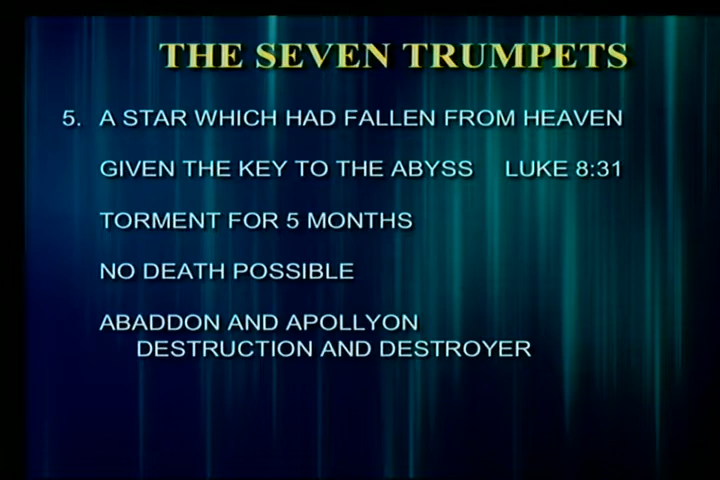 THE SEVEN TRUMPETS
5. A STAR WHICH HAD FALLEN FROM HEAVEN
GIVEN THE KEY TO THE ABYSS LUKE 8:31
TORMENT FOR 5 MONTHS
NO DEATH POSSIBLE
ABADDON AND APOLLYON
DESTRUCTION AND DESTROYER